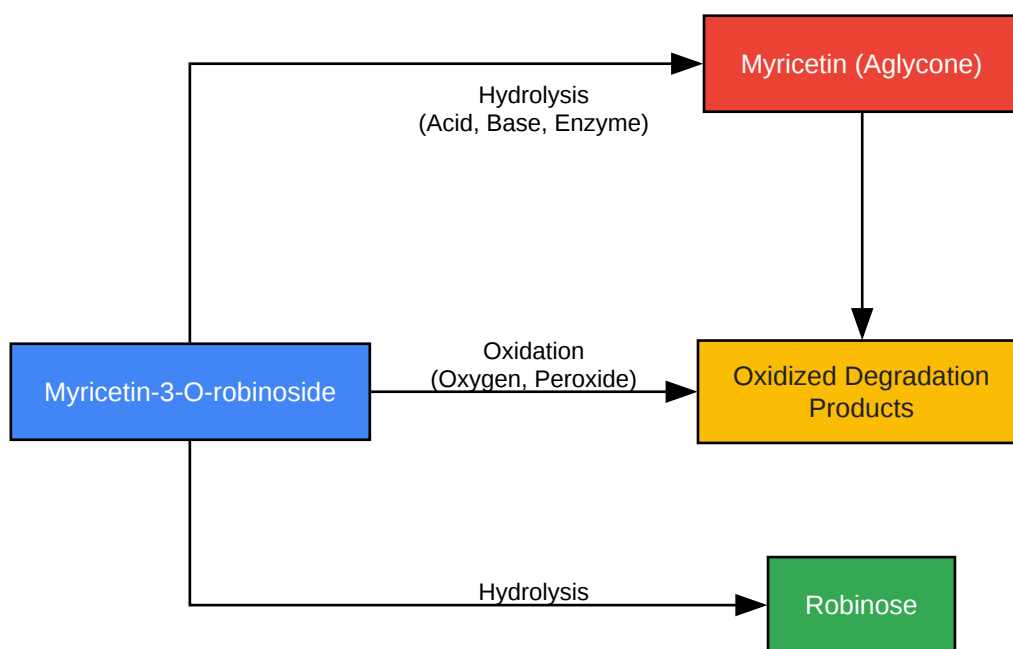 Myricetin (Aglycone)
Hydrolysis
(Acid, Base, Enzyme)
Myricetin-3-O-robinoside
Oxidation
(Oxygen, Peroxide)
Oxidized Degradation
Products
Hydrolysis
Robinose